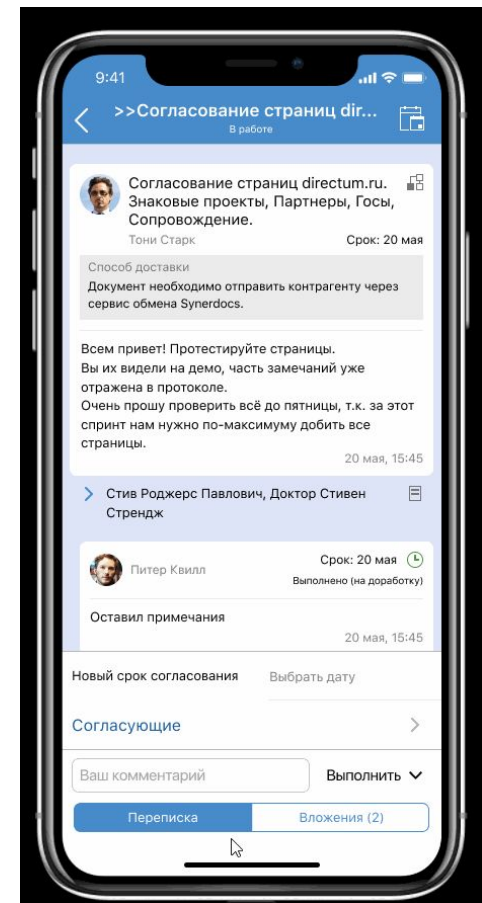 9:41
>>Согласование страниц dir...
В работе
Согласование страниц directum.ru.
Знаковые проекты, Партнеры, Госы,
Сопровождение.
Тони Старк Срок: 20 мая
Способ доставки
Документ необходимо отправить контрагенту через
сервис обмена Synerdocs.
Всем привет! Протестируйте страницы.
Вы их видели на демо, часть замечаний уже
отражена в протоколе.
Очень прошу проверить всё до пятницы, т.к. за этот
спринт нам нужно по-максимуму добить все
страницы.
20 мая, 15:45
Стив Роджерс Павлович, Доктор Стивен
Стрендж
Питер Квилл Срок: 20 мая
Выполнено (на доработку)
Оставил примечания
20 мая, 15:45
Новый срок согласования Выбрать дату
Согласующие
Ваш комментарий Выполнить
Переписка Вложения (2)